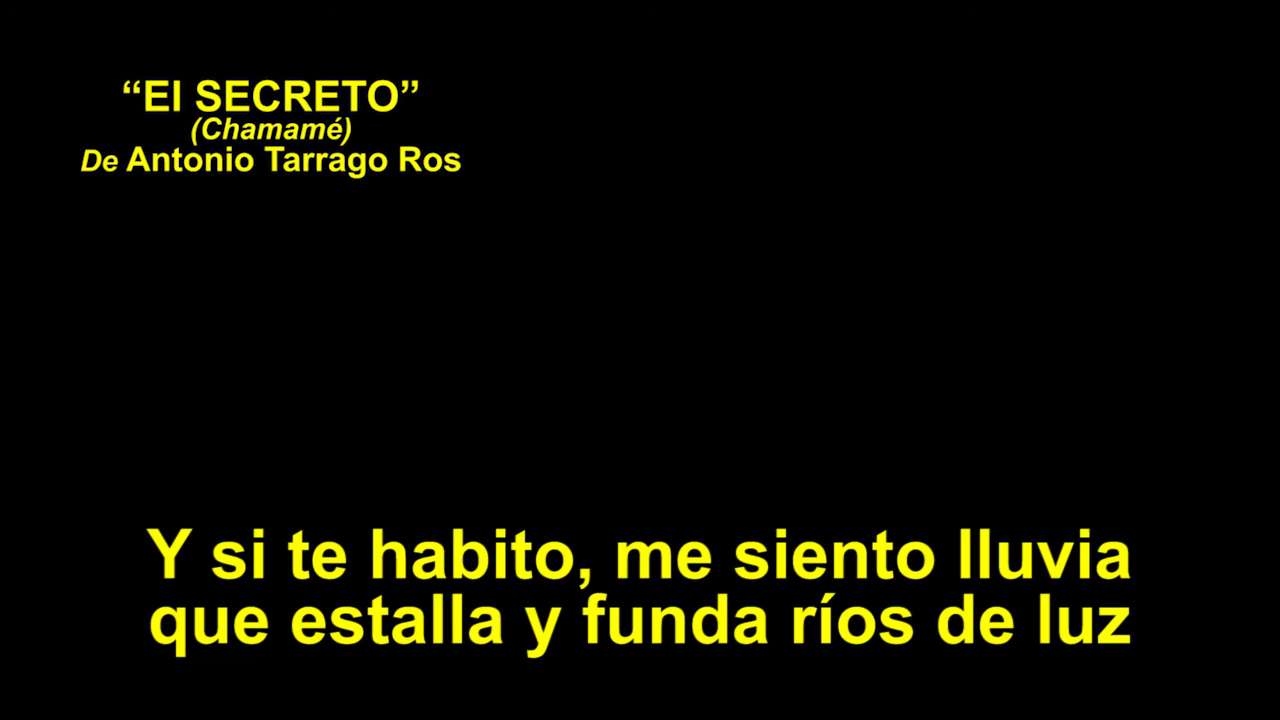 “El SECRETO”
(Chamamé)
De Antonio Tarrago Ros
Y si te habito, me siento lluvia
que estalla y funda ríos de luz